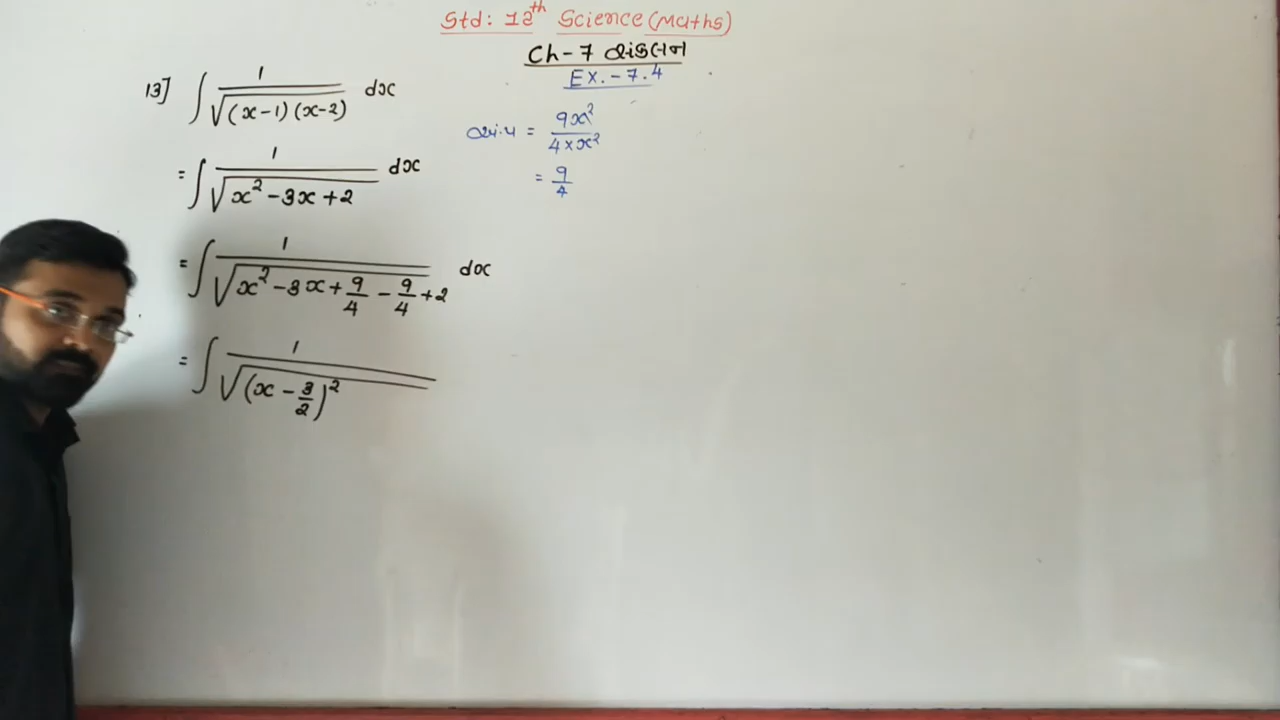 Std: 12th Science (Maths)
Ch-7 સંકલન
Ex. - 7.4
13] ∫ 1/√((x-1)(x-2)) dx
= ∫ 1/√(x² - 3x + 2) dx
= ∫ 1/√(x² - 3x + 9/4 - 9/4 + 2) dx
= ∫ 1/√((x - 3/2)²
= 9x²/(4 × x²)
= 9/4